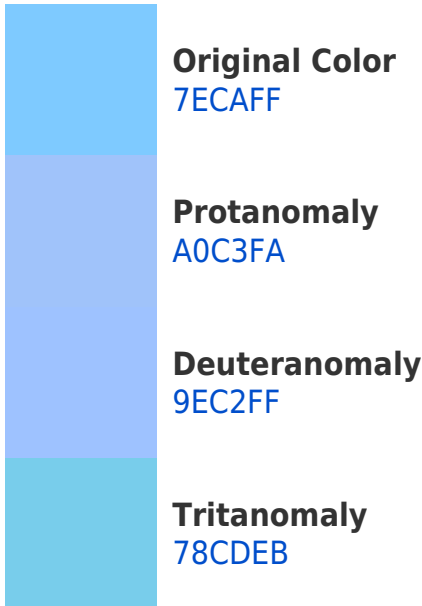 Original Color
7ECAFF
Protanomaly
A0C3FA
Deuteranomaly
9EC2FF
Tritanomaly
78CDEB